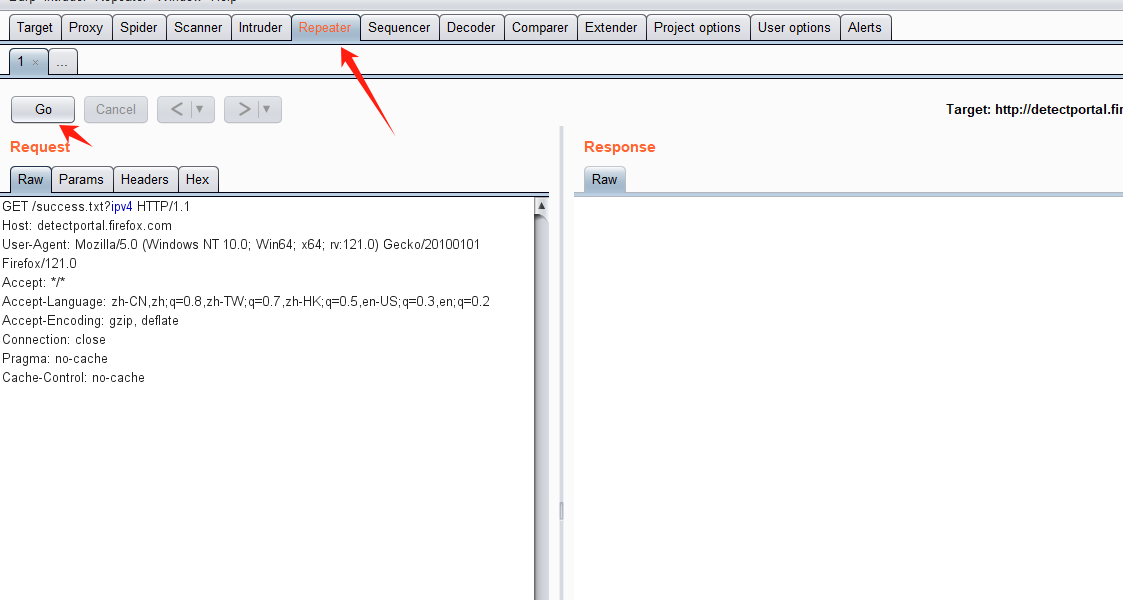 Target Proxy Spider Scanner Intruder Repeater Sequencer Decoder Comparer Extender Project options User options Alerts
1 × ...
Go Cancel < ▼ > ▼ Target: http://detectportal.fir
Request Response
Raw Params Headers Hex Raw
GET /success.txt?ipv4 HTTP/1.1
Host: detectportal.firefox.com
User-Agent: Mozilla/5.0 (Windows NT 10.0; Win64; x64; rv:121.0) Gecko/20100101
Firefox/121.0
Accept: */*
Accept-Language: zh-CN,zh;q=0.8,zh-TW;q=0.7,zh-HK;q=0.5,en-US;q=0.3,en;q=0.2
Accept-Encoding: gzip, deflate
Connection: close
Pragma: no-cache
Cache-Control: no-cache